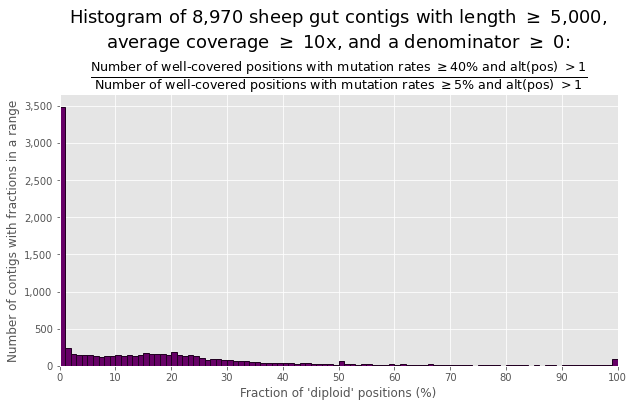 Histogram of 8,970 sheep gut contigs with length ≥ 5,000,
average coverage ≥ 10x, and a denominator ≥ 0:
Number of well-covered positions with mutation rates ≥40% and alt(pos) >1
Number of well-covered positions with mutation rates ≥5% and alt(pos) >1
Number of contigs with fractions in a range
3,500
3,000
2,500
2,000
1,500
1,000
500
0
0 10 20 30 40 50 60 70 80 90 100
Fraction of 'diploid' positions (%)